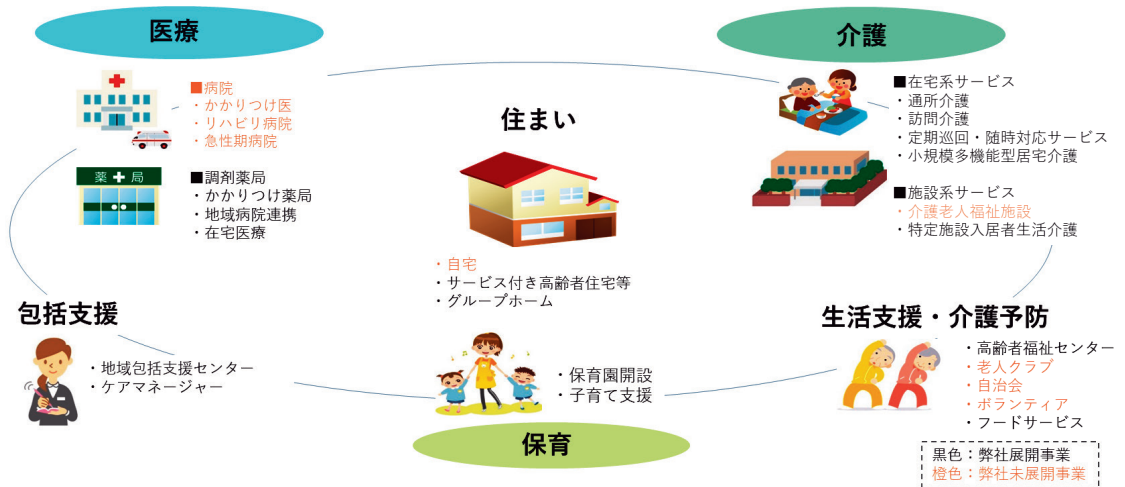 医療
■病院
・かかりつけ医
・リハビリ病院
・急性期病院
薬局
■調剤薬局
・かかりつけ薬局
・地域病院連携
・在宅医療
住まい
・自宅
・サービス付き高齢者住宅等
・グループホーム
介護
■在宅系サービス
・通所介護
・訪問介護
・定期巡回・随時対応サービス
・小規模多機能型居宅介護
■施設系サービス
・介護老人福祉施設
・特定施設入居者生活介護
包括支援
・地域包括支援センター
・ケアマネージャー
・保育園開設
・子育て支援
保育
生活支援・介護予防
・高齢者福祉センター
・老人クラブ
・自治会
・ボランティア
・フードサービス
黒色：弊社展開事業
橙色：弊社未展開事業